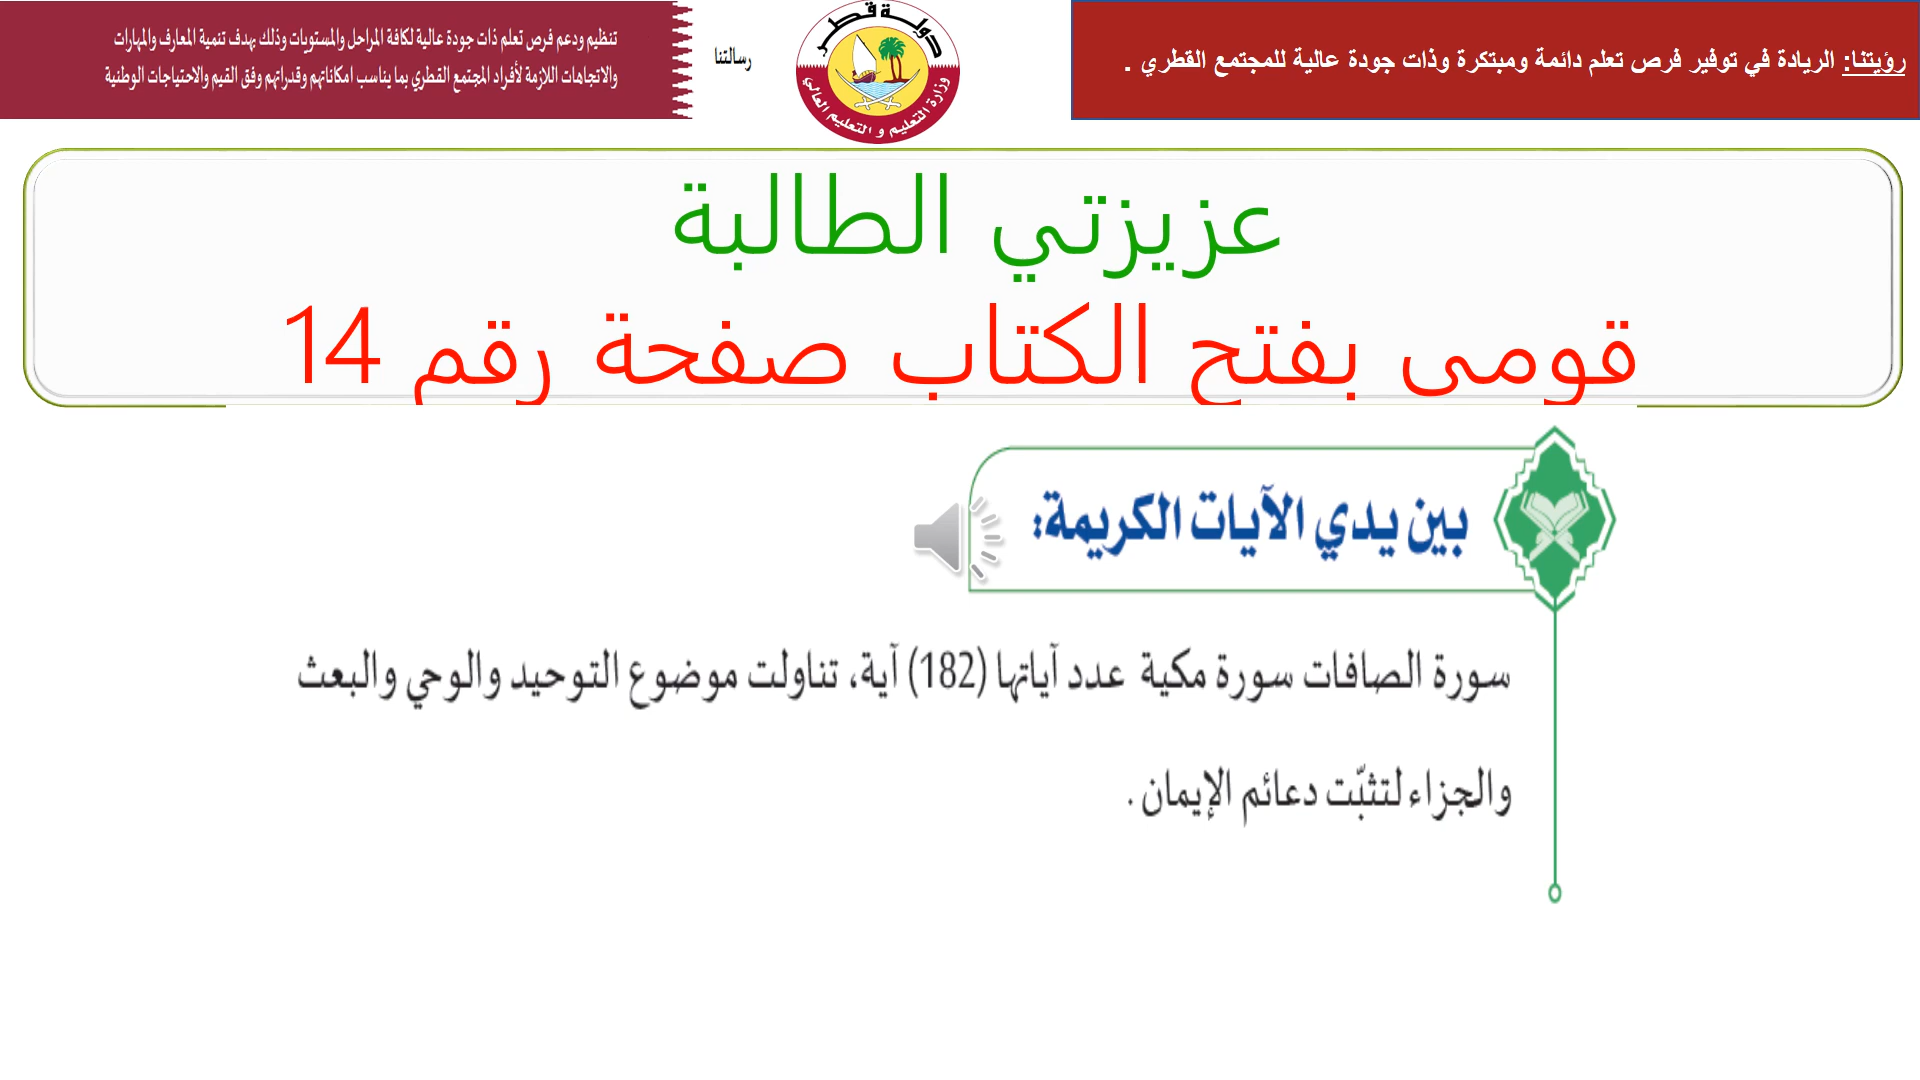 رؤيتنا: الريادة في توفير فرص تعلم دائمة ومبتكرة وذات جودة عالية للمجتمع القطري .
دولة قطر
وزارة التعليم و التعليم العالي
رسالتنا
تنظيم ودعم فرص تعلم ذات جودة عالية لكافة المراحل والمستويات وذلك بهدف تنمية المعارف والمهارات
والاتجاهات اللازمة لأفراد المجتمع القطري بما يناسب امكاناتهم وقدراتهم وفق القيم والاحتياجات الوطنية
عزيزتي الطالبة
قومى بفتح الكتاب صفحة رقم 14
بين يدي الآيات الكريمة:
سورة الصافات سورة مكية عدد آياتها (182) آية، تناولت موضوع التوحيد والوحي والبعث
والجزاء لتثبّت دعائم الإيمان .